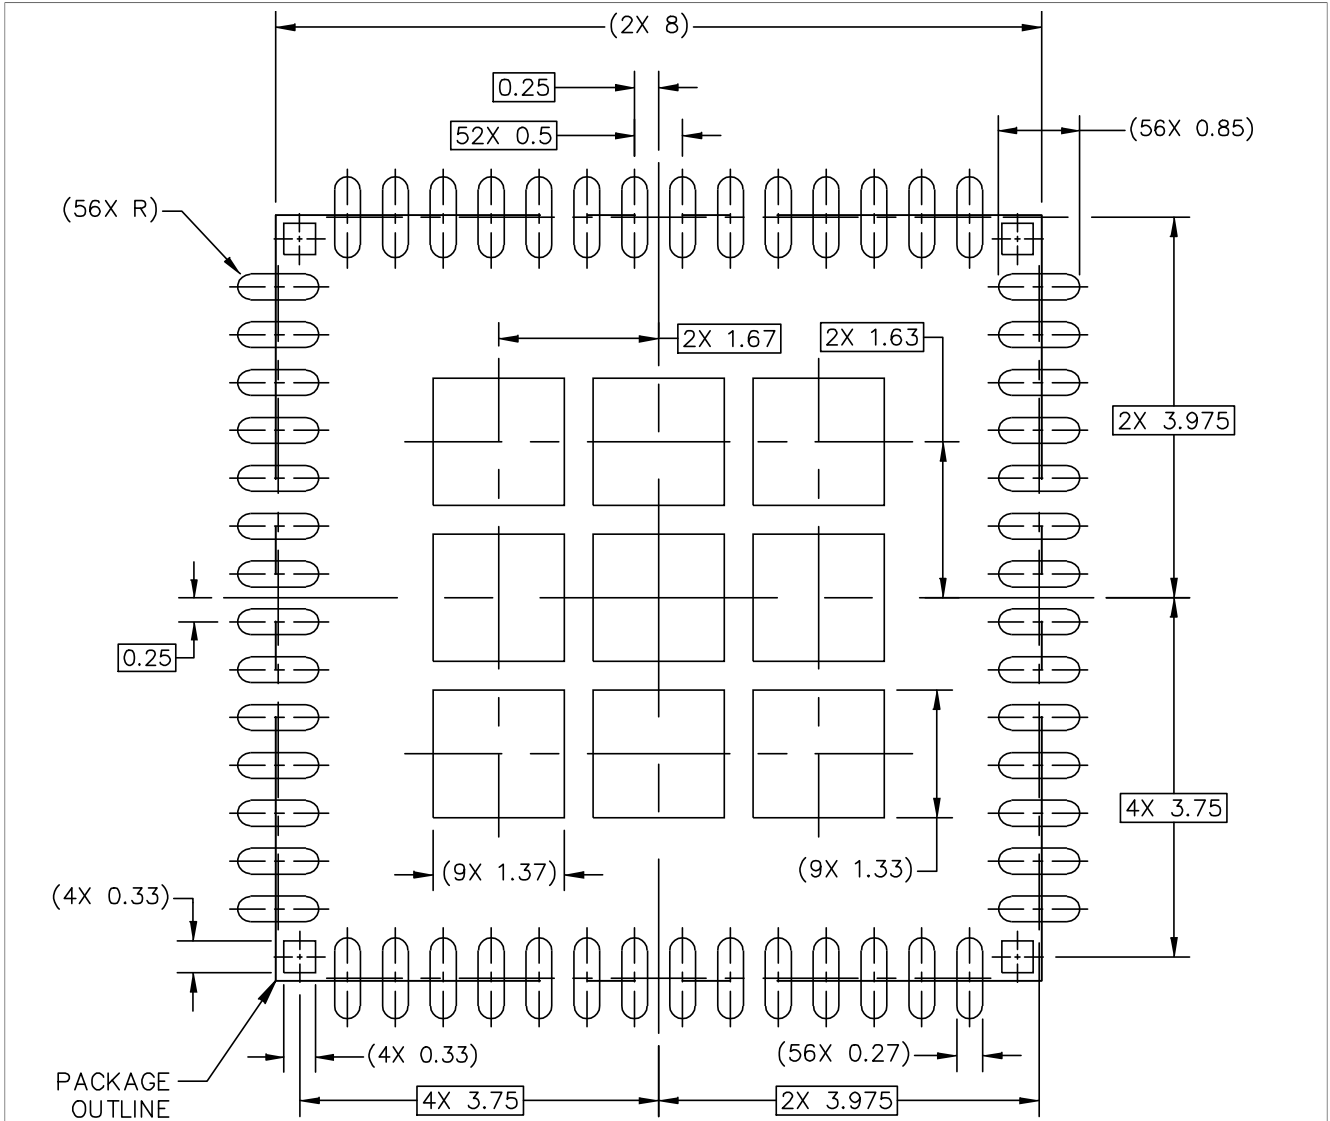 (2X 8)
0.25
52X 0.5
(56X 0.85)
(56X R)
2X 1.67
2X 1.63
2X 3.975
0.25
4X 3.75
(9X 1.37)
(9X 1.33)
(4X 0.33)
(4X 0.33)
(56X 0.27)
PACKAGE
OUTLINE
4X 3.75
2X 3.975